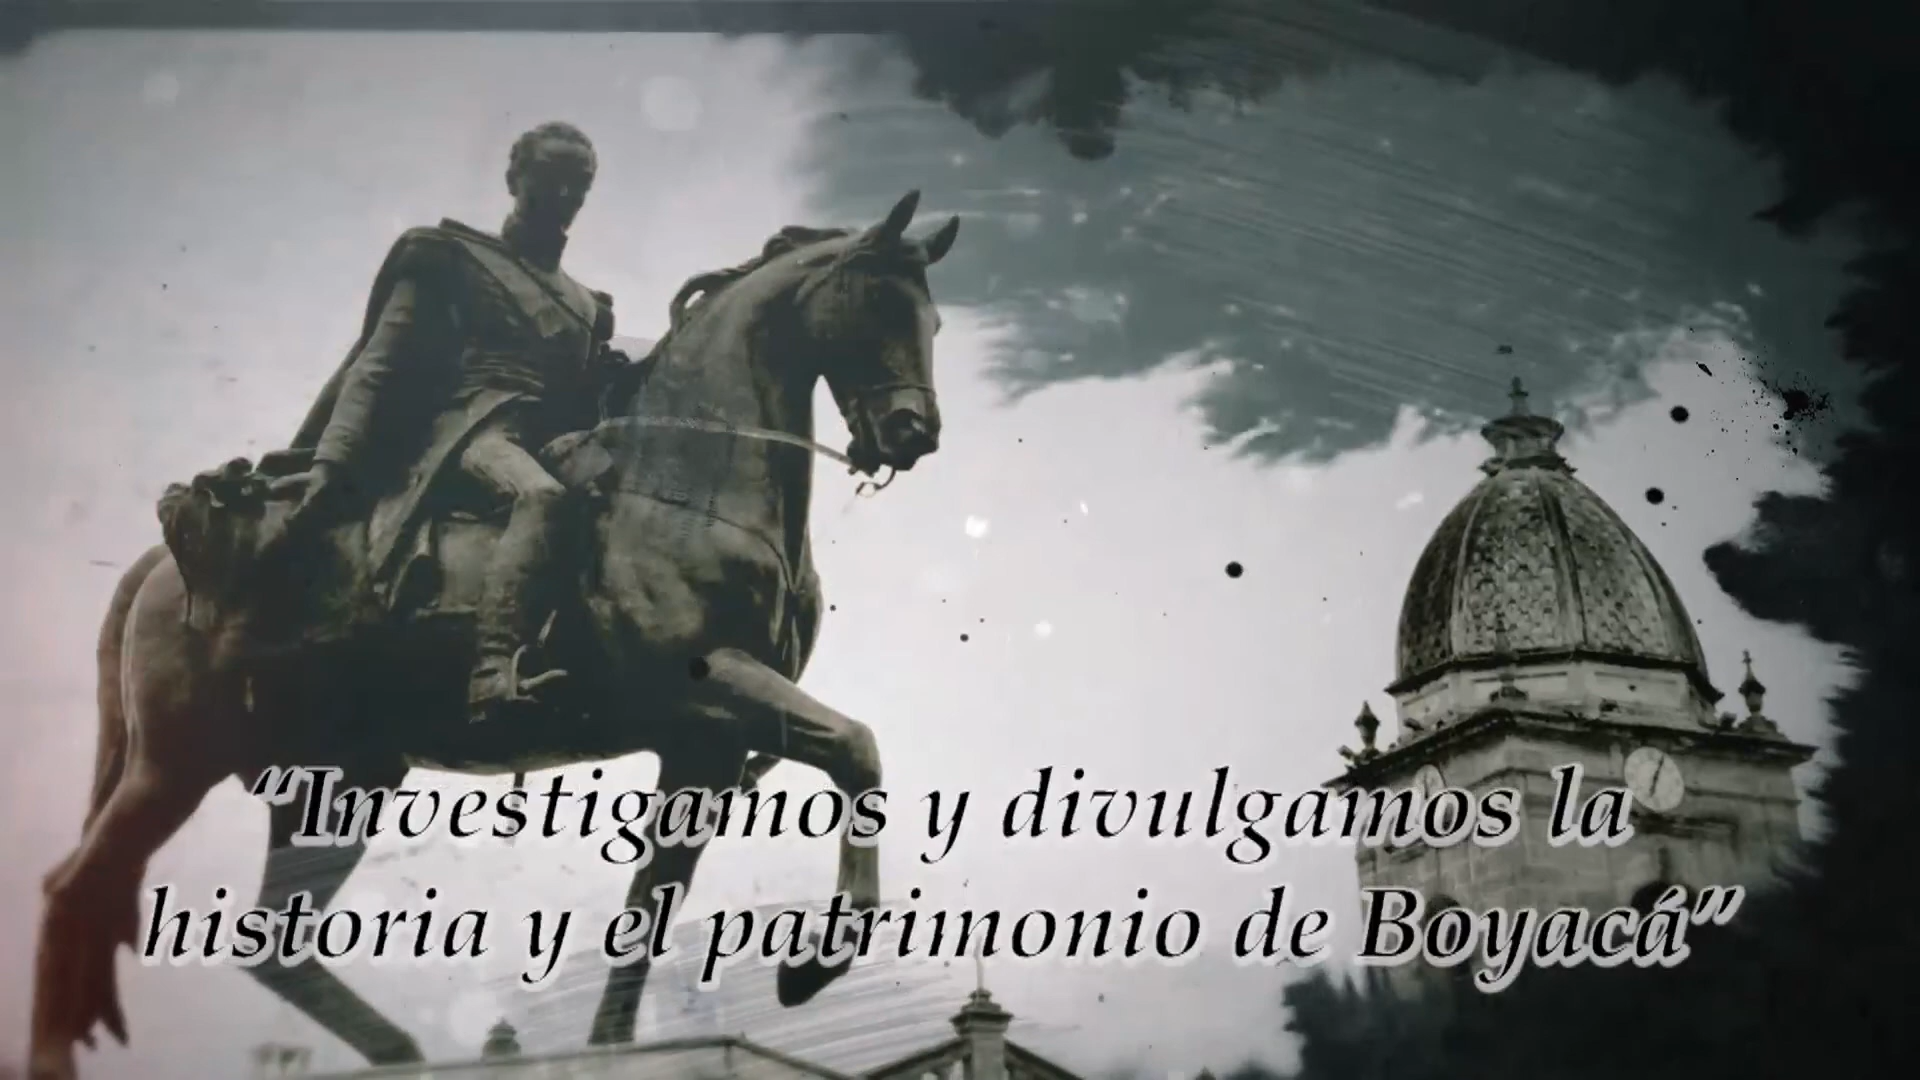 “Investigamos y divulgamos la
historia y el patrimonio de Boyacá”